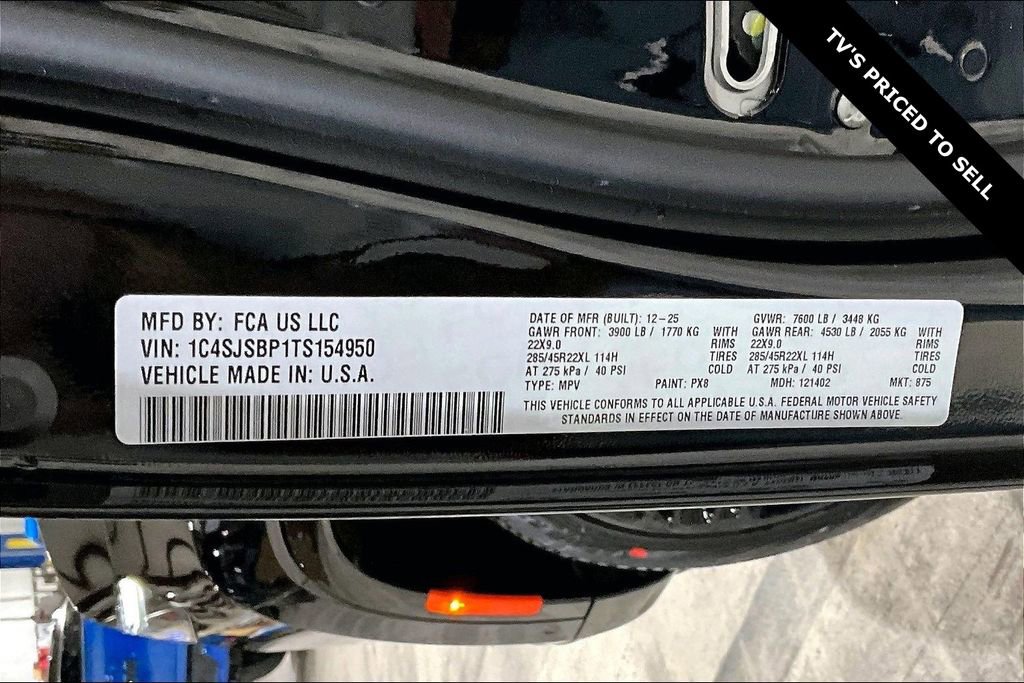 TV'S PRICED TO SELL
MFD BY: FCA US LLC
VIN: 1C4SJSBP1TS154950
VEHICLE MADE IN: U.S.A.
DATE OF MFR (BUILT): 12-25 GVWR: 7600 LB / 3448 KG
GAWR FRONT: 3900 LB / 1770 KG WITH GAWR REAR: 4530 LB / 2055 KG WITH
22X9.0 RIMS 22X9.0 RIMS
285/45R22XL 114H TIRES 285/45R22XL 114H TIRES
AT 275 kPa / 40 PSI COLD AT 275 kPa / 40 PSI COLD
TYPE: MPV PAINT: PX8 MDH: 121402 MKT: 875
THIS VEHICLE CONFORMS TO ALL APPLICABLE U.S.A. FEDERAL MOTOR VEHICLE SAFETY
STANDARDS IN EFFECT ON THE DATE OF MANUFACTURE SHOWN ABOVE.